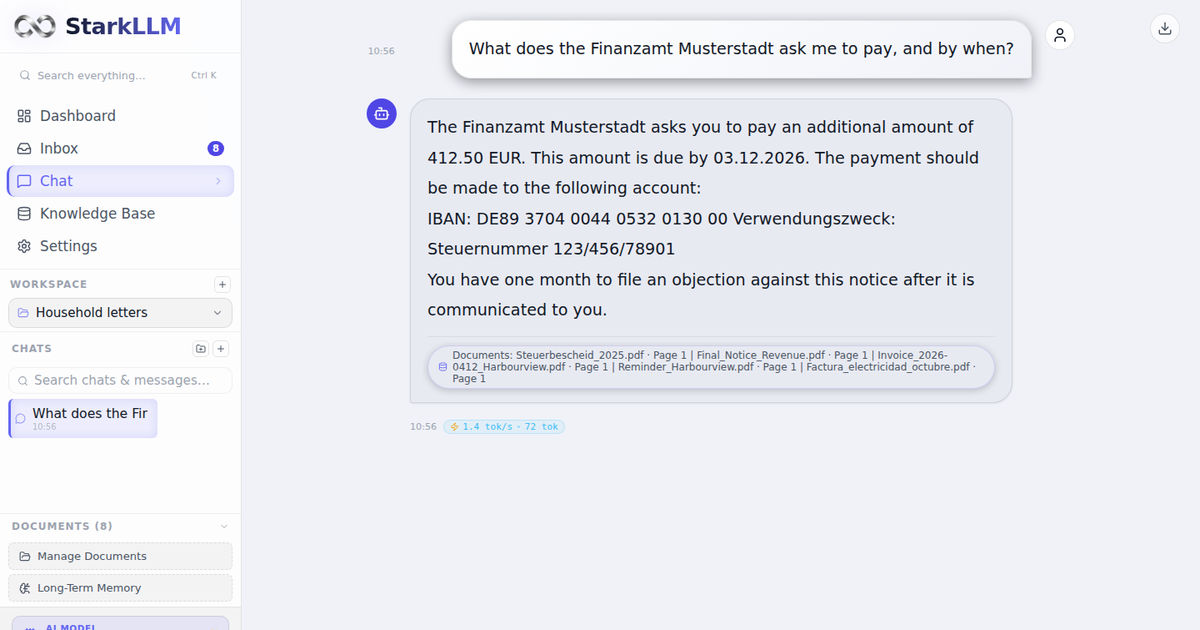 StarkLLM
Search everything... Ctrl K
Dashboard
Inbox 8
Chat
Knowledge Base
Settings
WORKSPACE
Household letters
CHATS
Search chats & messages...
What does the Fir
10:56
DOCUMENTS (8)
Manage Documents
Long-Term Memory
AI MODEL
10:56
What does the Finanzamt Musterstadt ask me to pay, and by when?
The Finanzamt Musterstadt asks you to pay an additional amount of
412.50 EUR. This amount is due by 03.12.2026. The payment should
be made to the following account:
IBAN: DE89 3704 0044 0532 0130 00 Verwendungszweck:
Steuernummer 123/456/78901
You have one month to file an objection against this notice after it is
communicated to you.
Documents: Steuerbescheid_2025.pdf · Page 1 | Final_Notice_Revenue.pdf · Page 1 | Invoice_2026-
0412_Harbourview.pdf · Page 1 | Reminder_Harbourview.pdf · Page 1 | Factura_electricidad_octubre.pdf ·
Page 1
10:56 1.4 tok/s · 72 tok